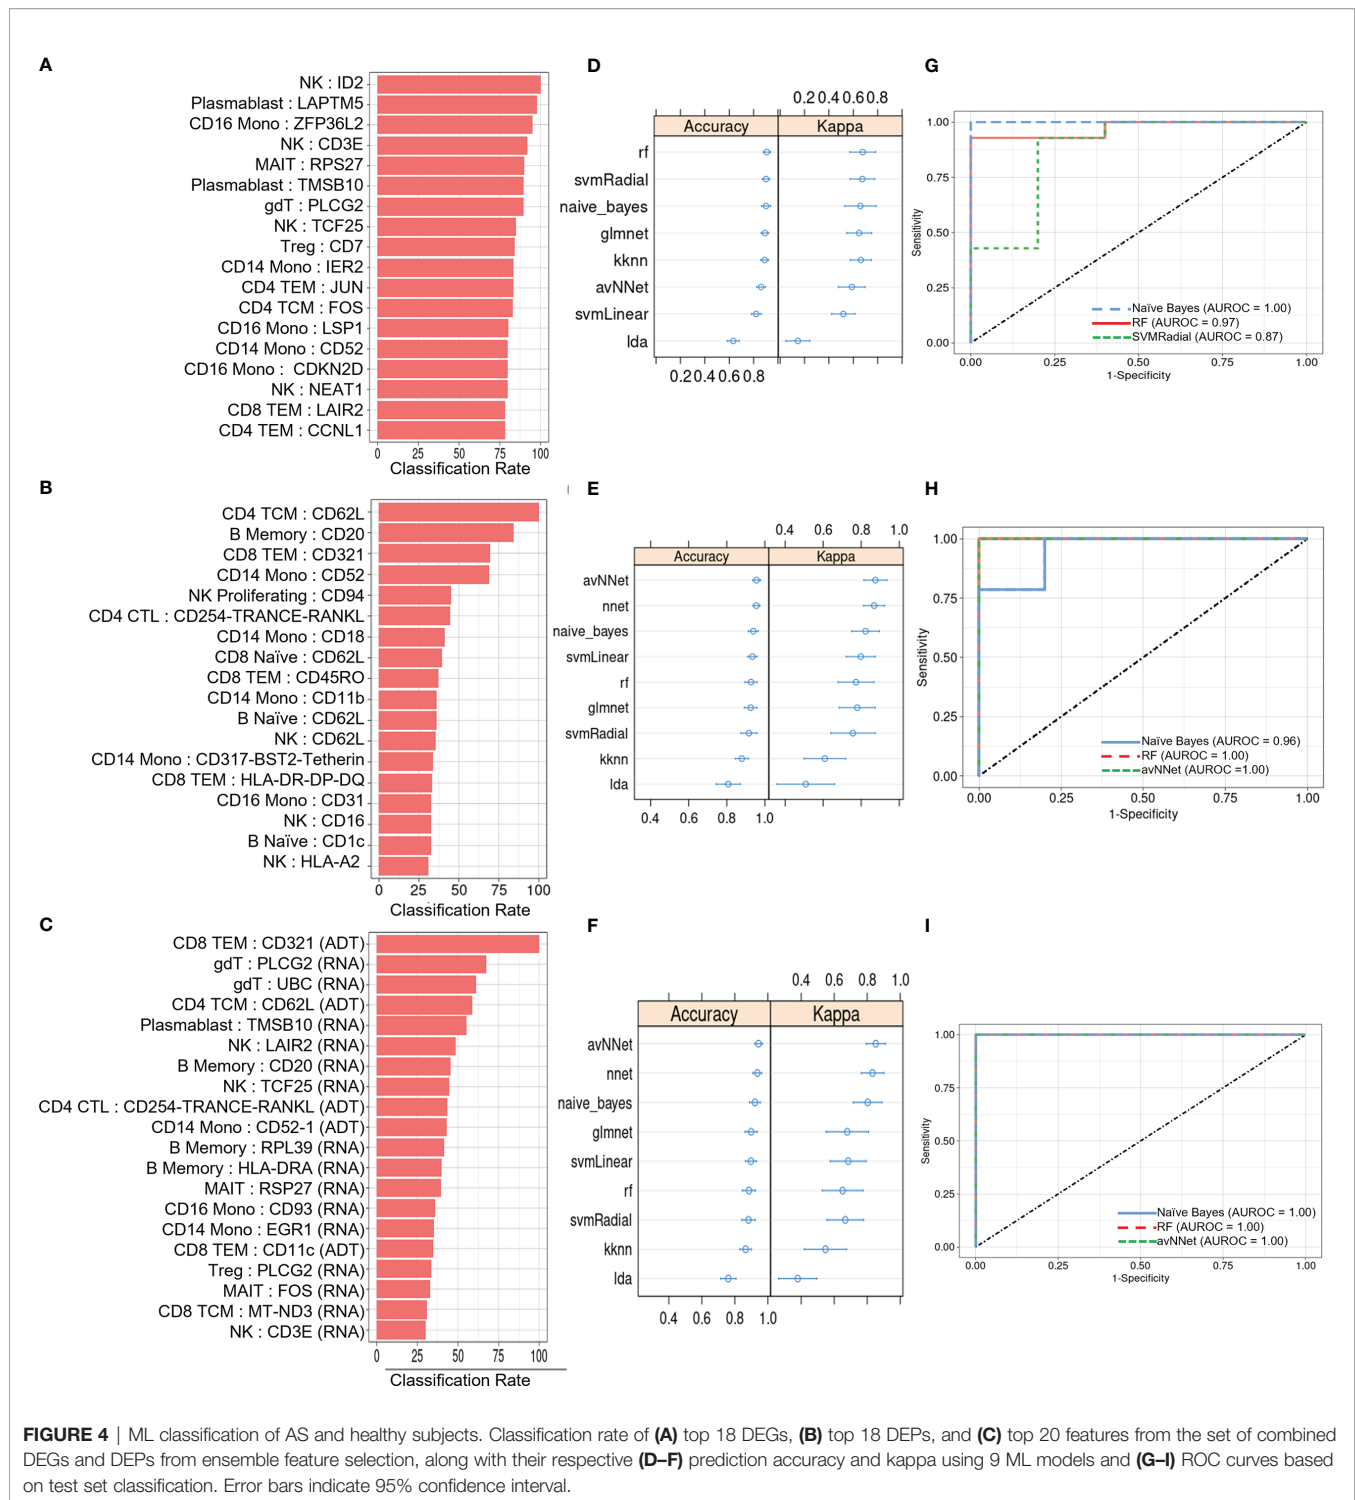 A
NK : ID2
Plasmablast : LAPTM5
CD16 Mono : ZFP36L2
NK : CD3E
MAIT : RPS27
Plasmablast : TMSB10
gdT : PLCG2
NK : TCF25
Treg : CD7
CD14 Mono : IER2
CD4 TEM : JUN
CD4 TCM : FOS
CD16 Mono : LSP1
CD14 Mono : CD52
CD16 Mono : CDKN2D
NK : NEAT1
CD8 TEM : LAIR2
CD4 TEM : CCNL1
0 25 50 75 100
Classification Rate
D
0.2 0.4 0.6 0.8
Accuracy Kappa
rf
svmRadial
naive_bayes
glmnet
kknn
avNNet
svmLinear
lda
0.2 0.4 0.6 0.8
G
1.00
0.75
0.50
0.25
0.00
Sensitivity
Naïve Bayes (AUROC = 1.00)
RF (AUROC = 0.97)
SVMRadial (AUROC = 0.87)
0.00 0.25 0.50 0.75 1.00
1-Specificity
B
CD4 TCM : CD62L
B Memory : CD20
CD8 TEM : CD321
CD14 Mono : CD52
NK Proliferating : CD94
CD4 CTL : CD254-TRANCE-RANKL
CD14 Mono : CD18
CD8 Naïve : CD62L
CD8 TEM : CD45RO
CD14 Mono : CD11b
B Naïve : CD62L
NK : CD62L
CD14 Mono : CD317-BST2-Tetherin
CD8 TEM : HLA-DR-DP-DQ
CD16 Mono : CD31
NK : CD16
B Naïve : CD1c
NK : HLA-A2
0 25 50 75 100
Classification Rate
E
0.4 0.6 0.8 1.0
Accuracy Kappa
avNNet
nnet
naive_bayes
svmLinear
rf
glmnet
svmRadial
kknn
lda
0.4 0.6 0.8 1.0
H
1.00
0.75
0.50
0.25
0.00
Sensitivity
Naïve Bayes (AUROC = 0.96)
RF (AUROC = 1.00)
avNNet (AUROC =1.00)
0.00 0.25 0.50 0.75 1.00
1-Specificity
C
CD8 TEM : CD321 (ADT)
gdT : PLCG2 (RNA)
gdT : UBC (RNA)
CD4 TCM : CD62L (ADT)
Plasmablast : TMSB10 (RNA)
NK : LAIR2 (RNA)
B Memory : CD20 (RNA)
NK : TCF25 (RNA)
CD4 CTL : CD254-TRANCE-RANKL (ADT)
CD14 Mono : CD52-1 (ADT)
B Memory : RPL39 (RNA)
B Memory : HLA-DRA (RNA)
MAIT : RSP27 (RNA)
CD16 Mono : CD93 (RNA)
CD14 Mono : EGR1 (RNA)
CD8 TEM : CD11c (ADT)
Treg : PLCG2 (RNA)
MAIT : FOS (RNA)
CD8 TCM : MT-ND3 (RNA)
NK : CD3E (RNA)
0 25 50 75 100
Classification Rate
F
0.4 0.6 0.8 1.0
Accuracy Kappa
avNNet
nnet
naive_bayes
glmnet
svmLinear
rf
svmRadial
kknn
lda
0.4 0.6 0.8 1.0
I
1.00
0.75
0.50
0.25
0.00
Sensitivity
Naïve Bayes (AUROC = 1.00)
RF (AUROC = 1.00)
avNNet (AUROC = 1.00)
0.00 0.25 0.50 0.75 1.00
1-Specificity
FIGURE 4 | ML classification of AS and healthy subjects. Classification rate of (A) top 18 DEGs, (B) top 18 DEPs, and (C) top 20 features from the set of combined
DEGs and DEPs from ensemble feature selection, along with their respective (D–F) prediction accuracy and kappa using 9 ML models and (G–I) ROC curves based
on test set classification. Error bars indicate 95% confidence interval.